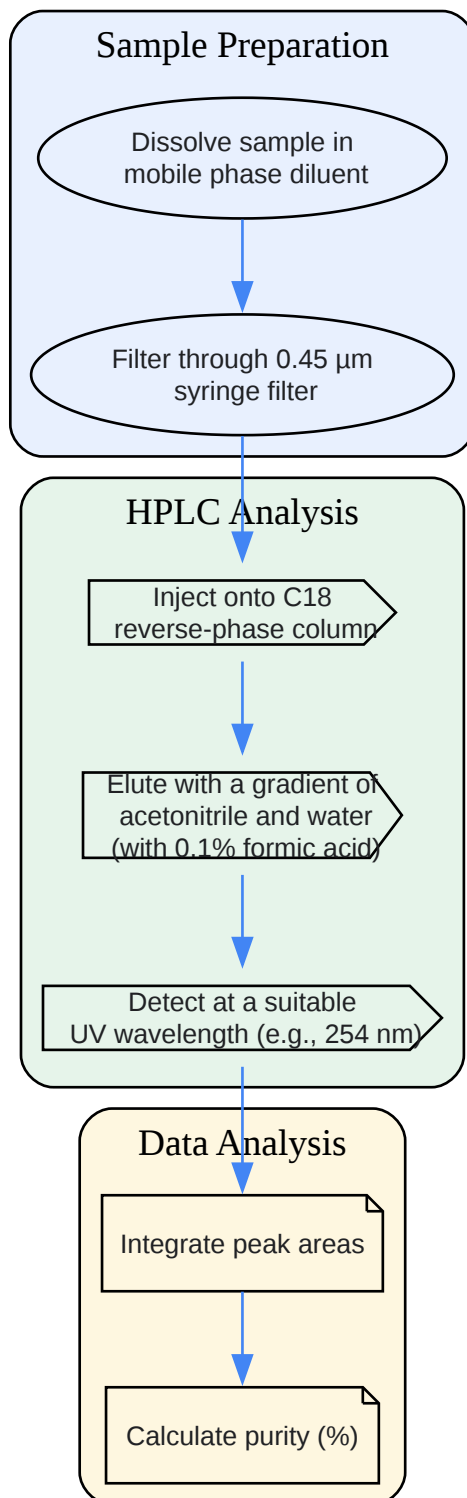 Sample Preparation
Dissolve sample in
mobile phase diluent
Filter through 0.45 µm
syringe filter
HPLC Analysis
Inject onto C18
reverse-phase column
Elute with a gradient of
acetonitrile and water
(with 0.1% formic acid)
Detect at a suitable
UV wavelength (e.g., 254 nm)
Data Analysis
Integrate peak areas
Calculate purity (%)